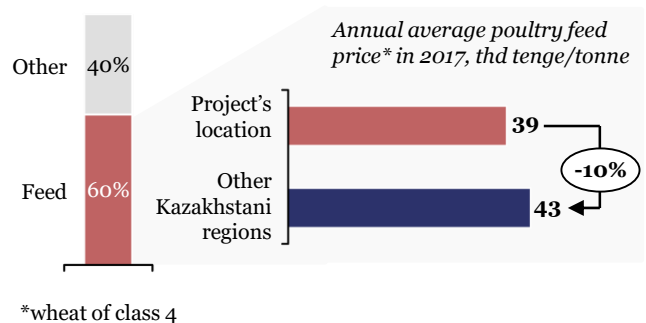 Annual average poultry feed
price* in 2017, thd tenge/tonne
Other
40%
Feed
60%
Project's
location
39
-10%
Other
Kazakhstani
regions
43
*wheat of class 4